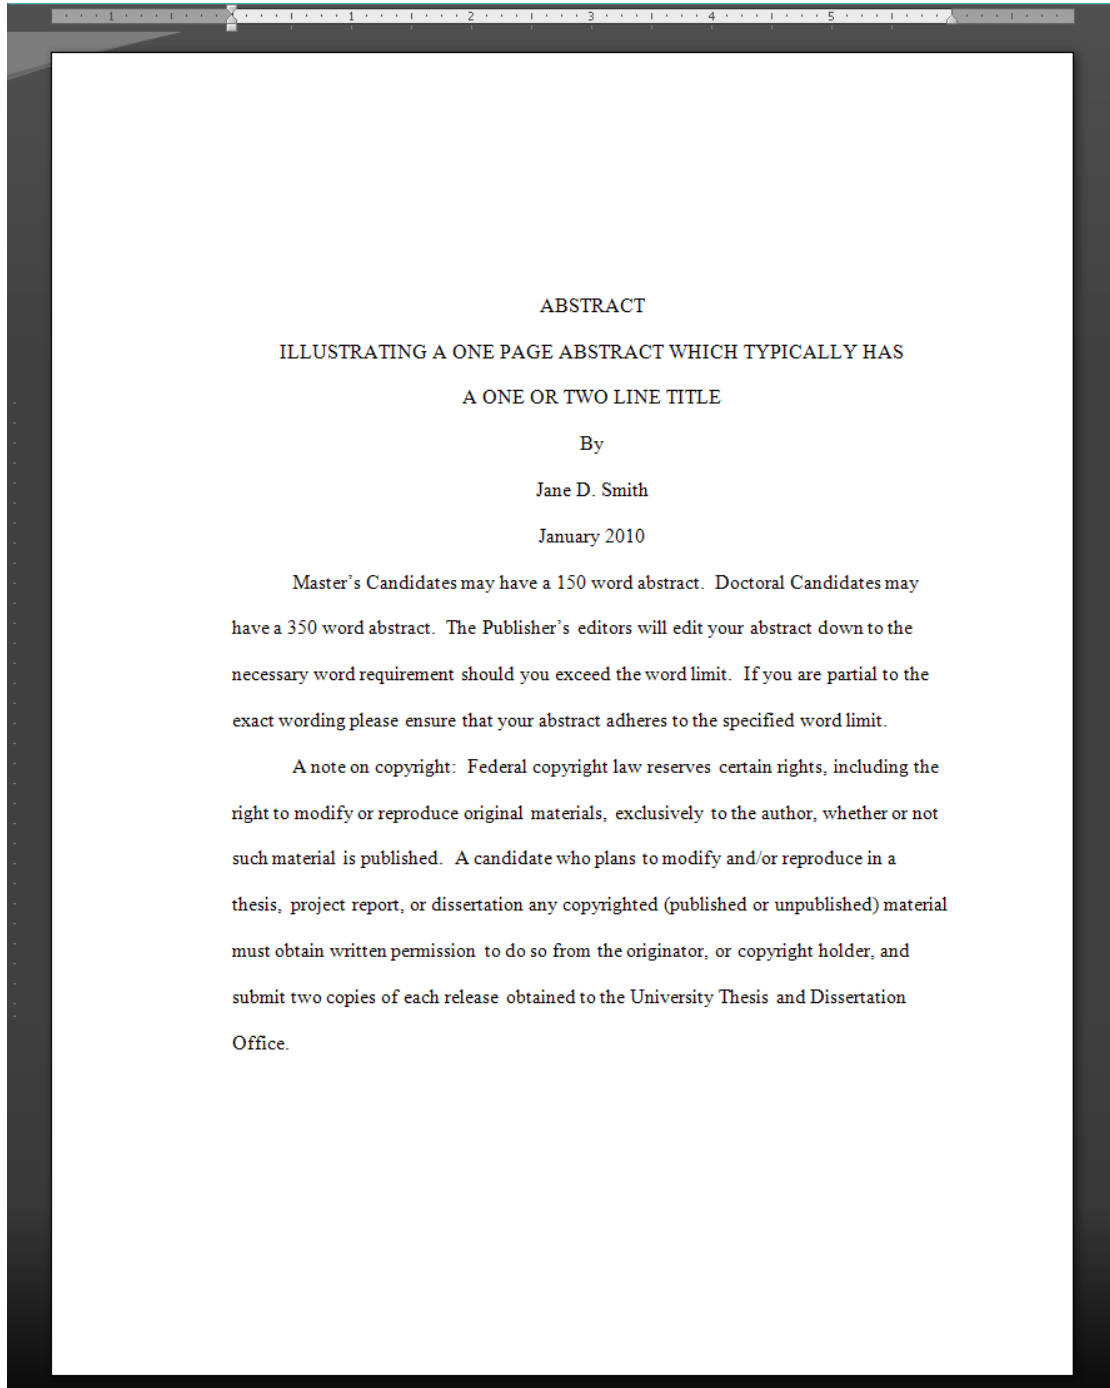 1 1 2 3 4 5
ABSTRACT
ILLUSTRATING A ONE PAGE ABSTRACT WHICH TYPICALLY HAS
A ONE OR TWO LINE TITLE
By
Jane D. Smith
January 2010
Master’s Candidates may have a 150 word abstract.  Doctoral Candidates may
have a 350 word abstract.  The Publisher’s editors will edit your abstract down to the
necessary word requirement should you exceed the word limit.  If you are partial to the
exact wording please ensure that your abstract adheres to the specified word limit.
A note on copyright:  Federal copyright law reserves certain rights, including the
right to modify or reproduce original materials, exclusively to the author, whether or not
such material is published.  A candidate who plans to modify and/or reproduce in a
thesis, project report, or dissertation any copyrighted (published or unpublished) material
must obtain written permission to do so from the originator, or copyright holder, and
submit two copies of each release obtained to the University Thesis and Dissertation
Office.